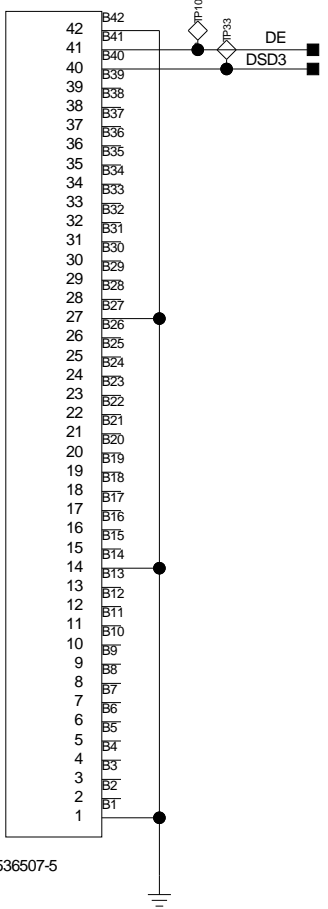 TP10
TP33
B42
42
DE
B41
41
DSD3
B40
40
B39
39
B38
38
B37
37
B36
36
B35
35
B34
34
B33
33
B32
32
B31
31
B30
30
B29
29
B28
28
B27
27
B26
26
B25
25
B24
24
B23
23
B22
22
B21
21
B20
20
B19
19
B18
18
B17
17
B16
16
B15
15
B14
14
B13
13
B12
12
B11
11
B10
10
B9
9
B8
8
B7
7
B6
6
B5
5
B4
4
B3
3
B2
2
B1
1
536507-5